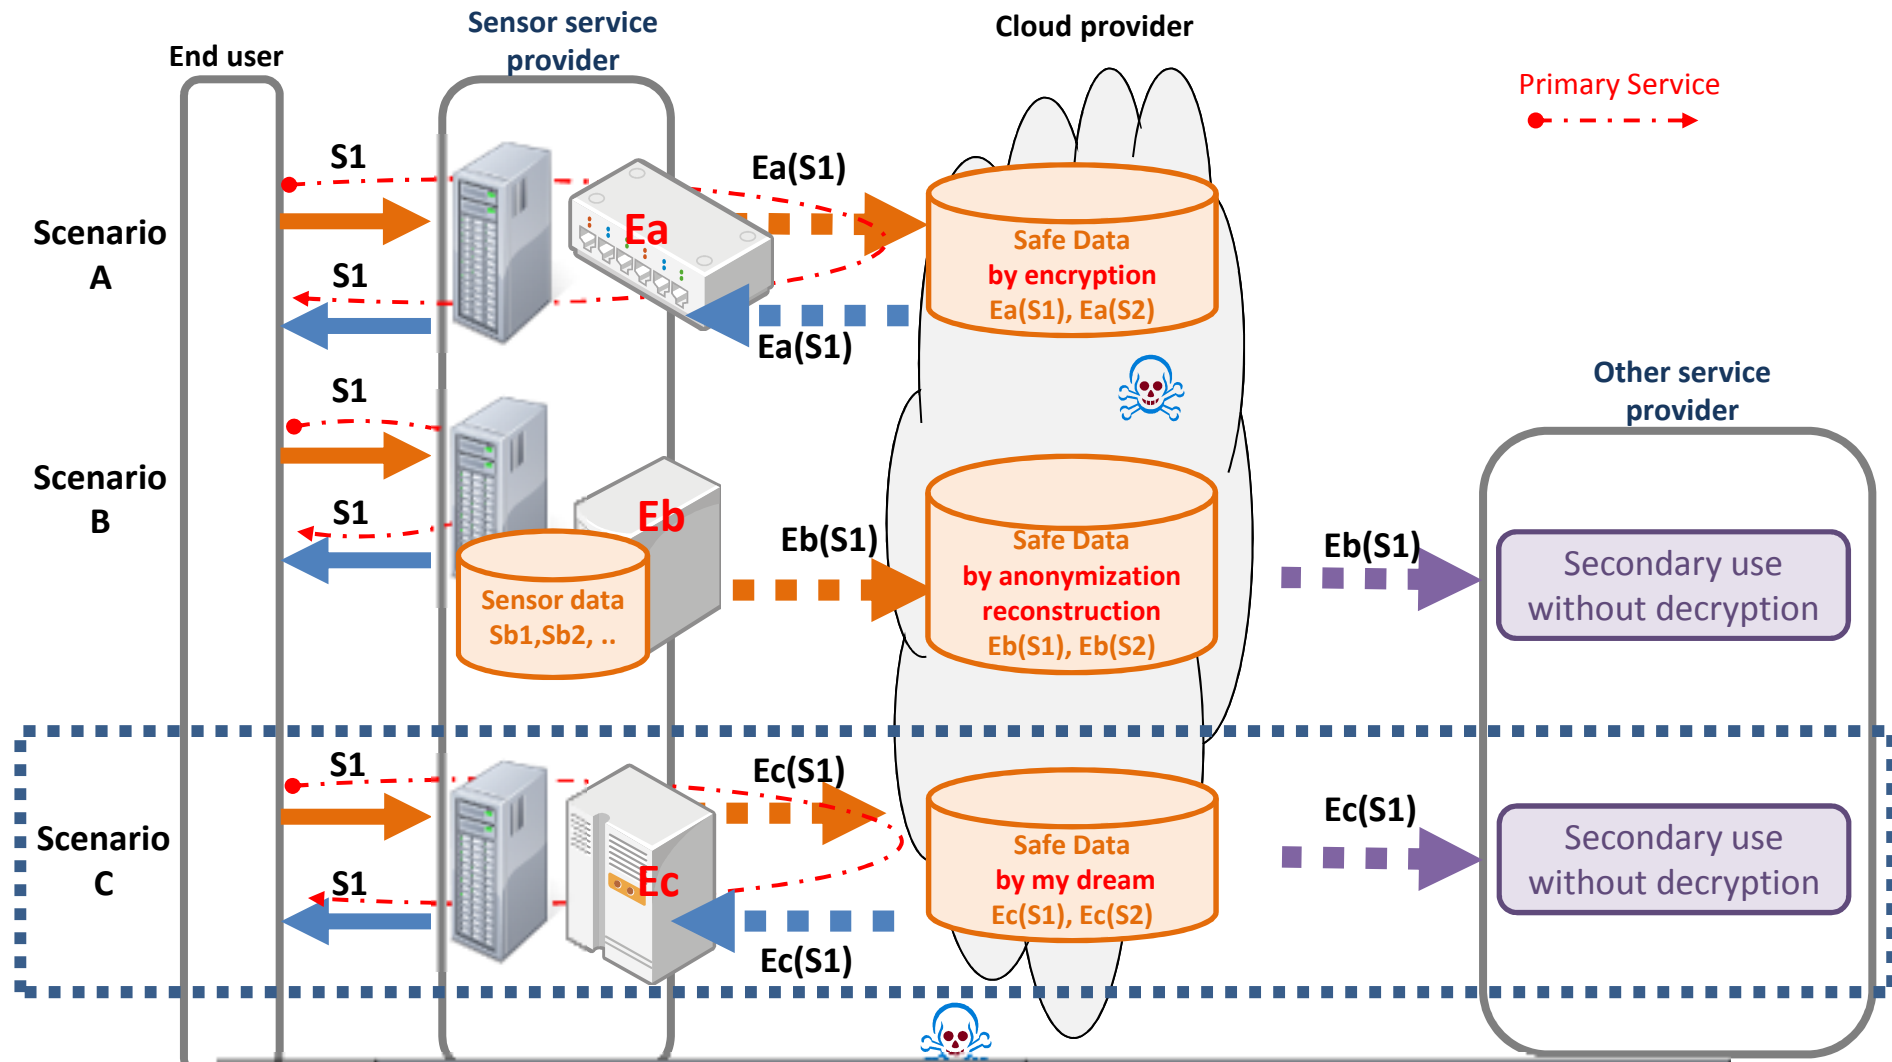 End user
Sensor service
provider
Cloud provider
Primary Service
Scenario
A
S1
S1
Ea
Ea(S1)
Ea(S1)
Safe Data
by encryption
Ea(S1), Ea(S2)
Other service
provider
Scenario
B
S1
S1
Eb
Sensor data
Sb1,Sb2, ..
Eb(S1)
Safe Data
by anonymization
reconstruction
Eb(S1), Eb(S2)
Eb(S1)
Secondary use
without decryption
Scenario
C
S1
S1
Ec
Ec(S1)
Ec(S1)
Safe Data
by my dream
Ec(S1), Ec(S2)
Ec(S1)
Secondary use
without decryption